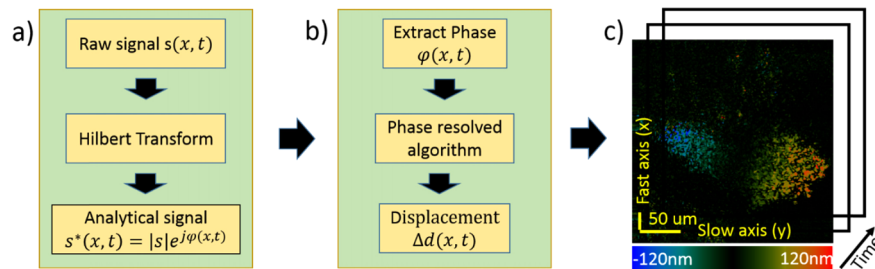 a)
Raw signal s(x, t)
Hilbert Transform
Analytical signal
s*(x, t) = |s|e^{jφ(x,t)}
b)
Extract Phase
φ(x, t)
Phase resolved
algorithm
Displacement
Δd(x, t)
c)
Fast axis (x)
50 um
Slow axis (y)
-120nm
120nm
Time